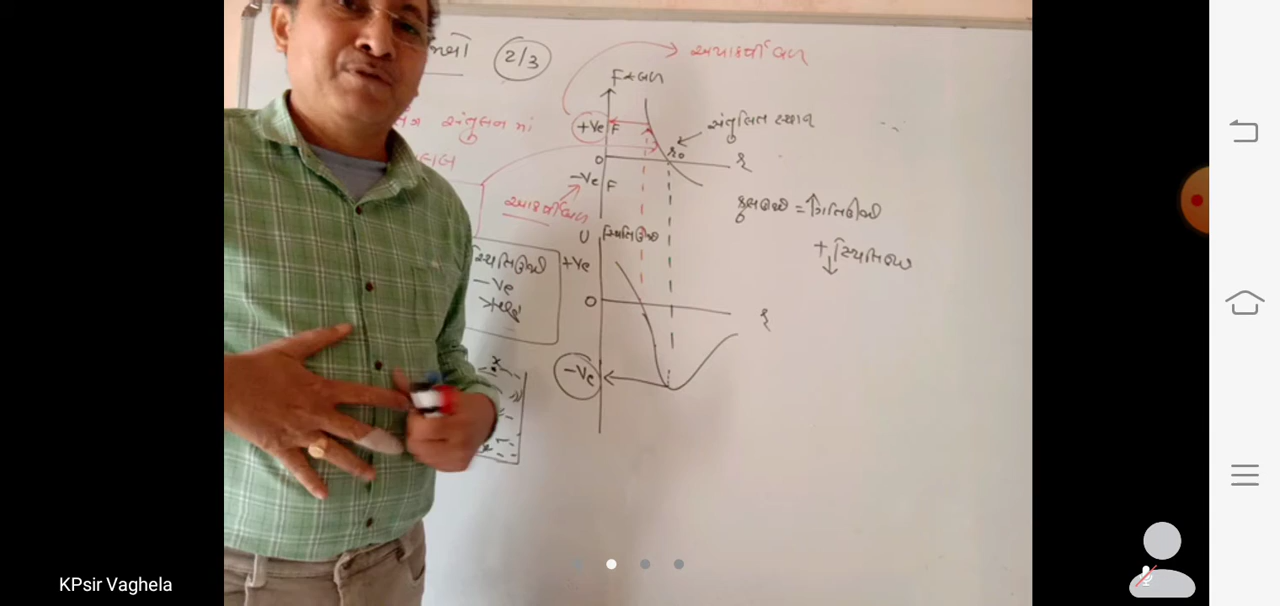 2/3
અપાકર્ષી બળ
F બળ
સંતુલન માં
+Ve F
સંતુલિત સ્થાન
r₀
0
r
-Ve F
આકર્ષી બળ
U સ્થિતિઊર્જા
+Ve
0
r
-Ve
સ્થિતિઊર્જા
-Ve
કુલઊર્જા = ↑ ગતિઊર્જા
+ ↓ સ્થિતિઊર્જા
x
KPsir Vaghela